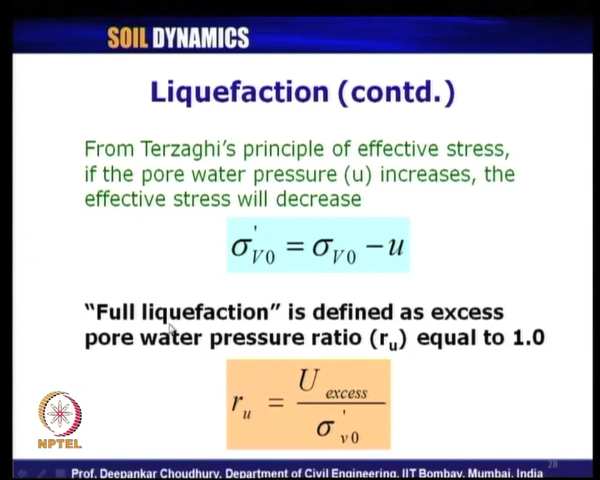 SOIL DYNAMICS
Liquefaction (contd.)
From Terzaghi's principle of effective stress,
if the pore water pressure (u) increases, the
effective stress will decrease
σ'V0 = σV0 − u
"Full liquefaction" is defined as excess
pore water pressure ratio (ru) equal to 1.0
ru = U excess / σ'v0
NPTEL
28
Prof. Deepankar Choudhury, Department of Civil Engineering, IIT Bombay, Mumbai, India